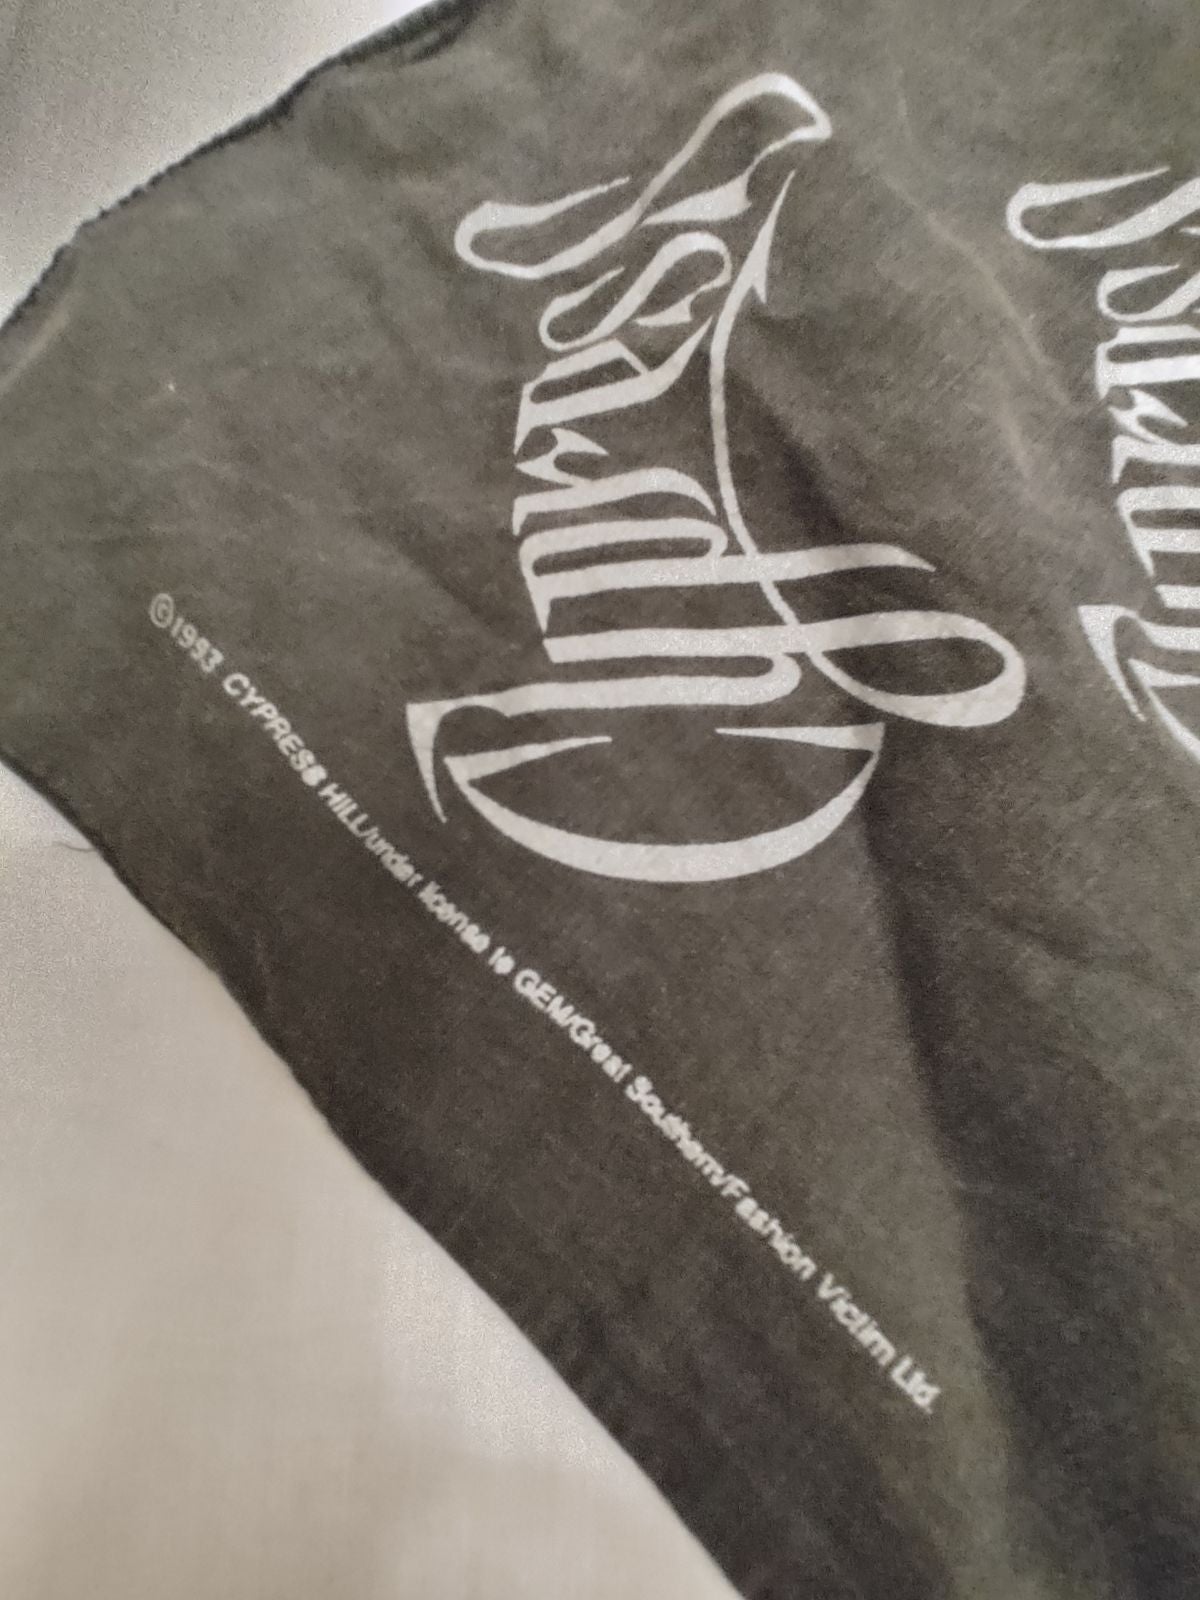 Cypress
©1993 CYPRESS HILL/under license to GEM/Great Southern/Fashion Victim Ltd.